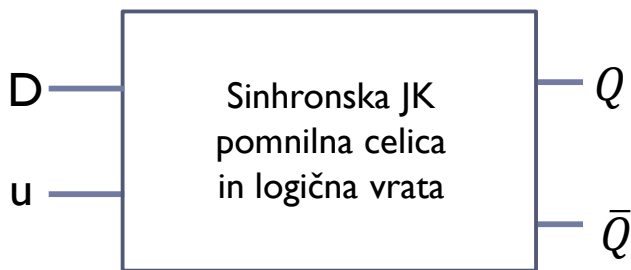 D
u
Sinhronska JK
pomnilna celica
in logična vrata
Q
Q̅